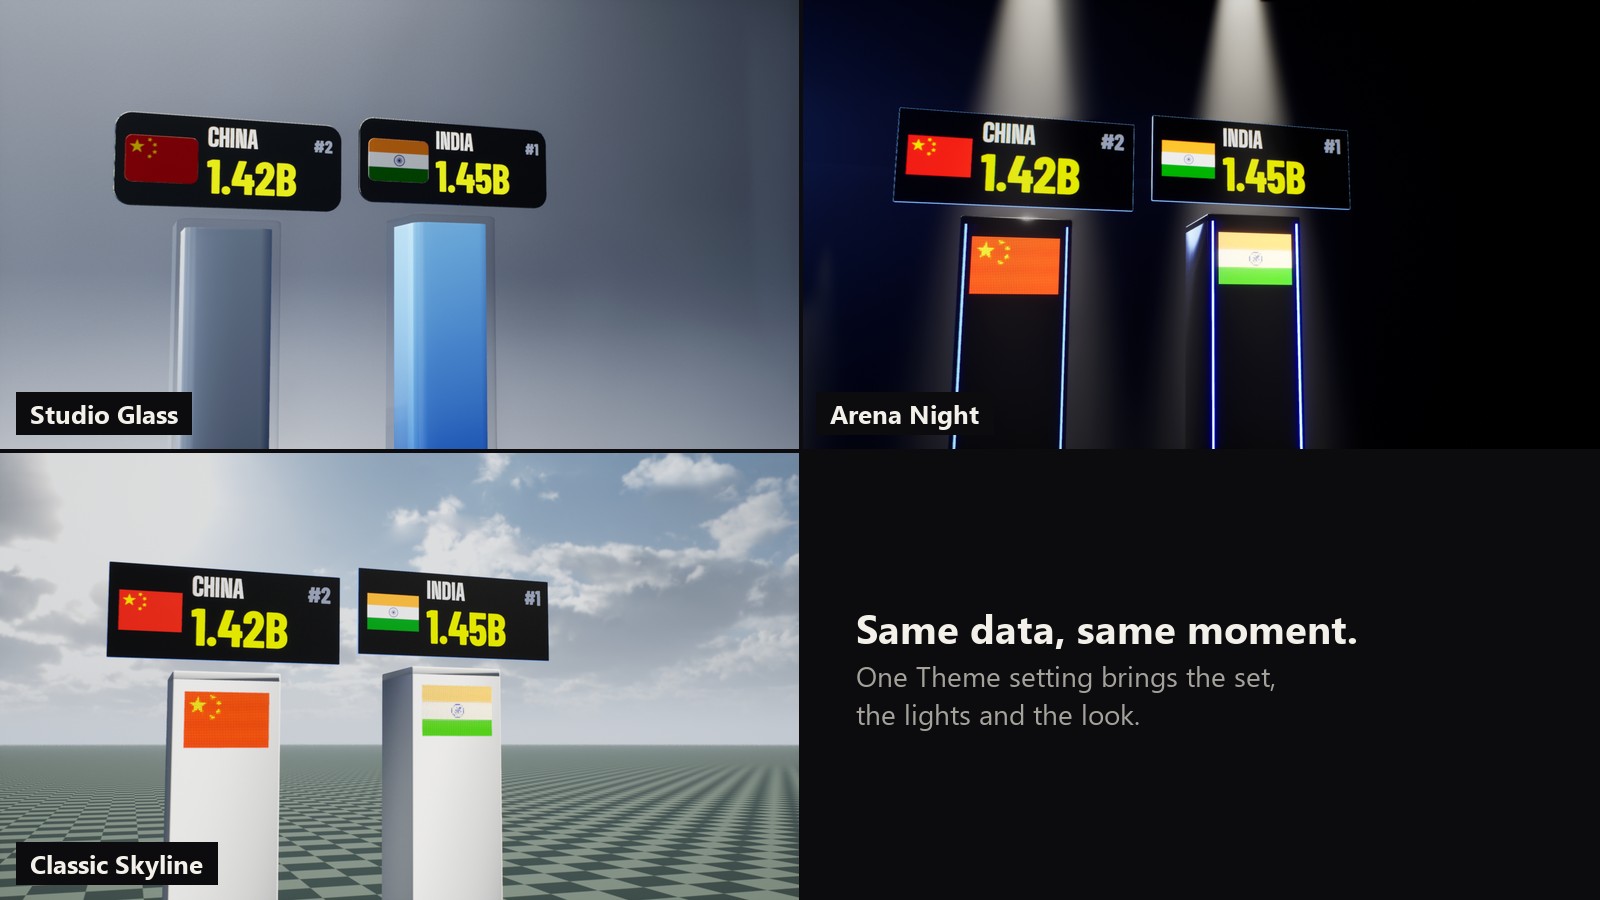 CHINA
#2
1.42B
INDIA
#1
1.45B
Studio Glass
CHINA
#2
1.42B
INDIA
#1
1.45B
Arena Night
CHINA
#2
1.42B
INDIA
#1
1.45B
Classic Skyline
Same data, same moment.
One Theme setting brings the set,
the lights and the look.